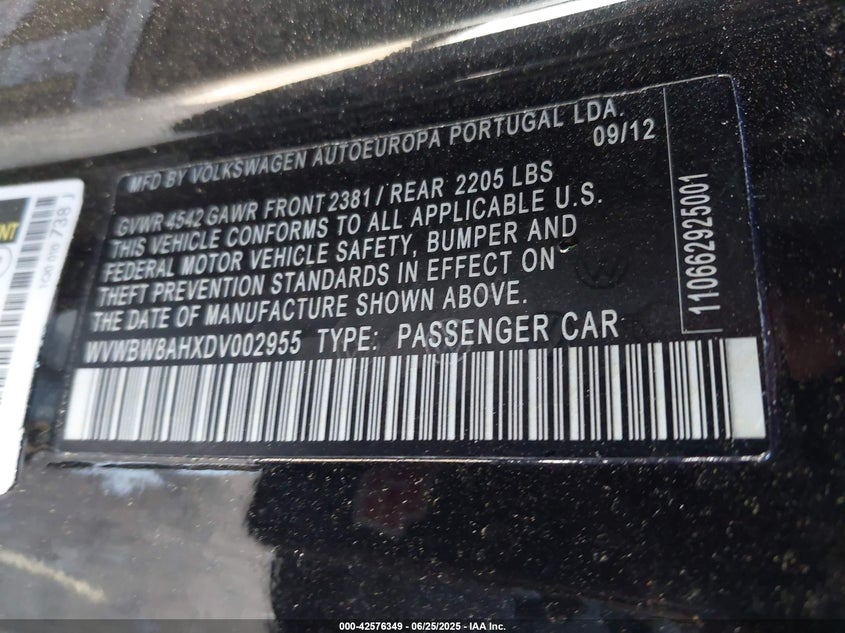 MFD BY VOLKSWAGEN AUTOEUROPA PORTUGAL LDA.
09/12
GVWR 4542 GAWR FRONT 2381 / REAR 2205 LBS
THIS VEHICLE CONFORMS TO ALL APPLICABLE U.S.
FEDERAL MOTOR VEHICLE SAFETY, BUMPER AND
THEFT PREVENTION STANDARDS IN EFFECT ON
THE DATE OF MANUFACTURE SHOWN ABOVE.
WVWBW8AHXDV002955 TYPE: PASSENGER CAR
110662925001
738
000-42576349 / 06/25/2025 - IAA Inc.